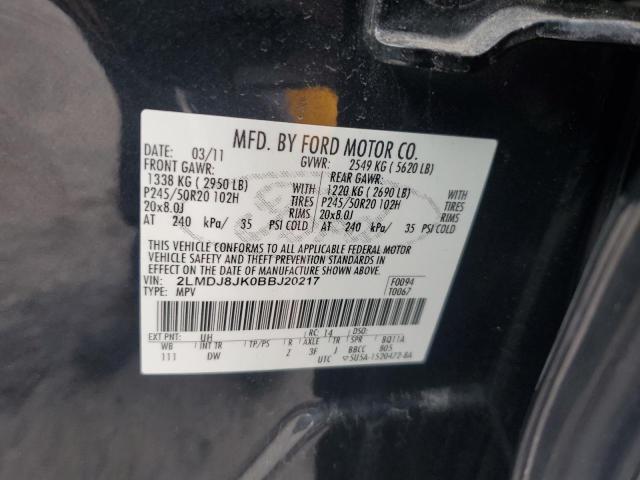 MFD. BY FORD MOTOR CO.
DATE: 03/11 GVWR: 2549 KG ( 5620 LB)
FRONT GAWR: REAR GAWR:
1338 KG ( 2950 LB) WITH 1220 KG ( 2690 LB) WITH
P245/50R20 102H TIRES P245/50R20 102H TIRES
20x8.0J RIMS 20x8.0J RIMS
AT 240 kPa/ 35 PSI COLD AT 240 kPa/ 35 PSI COLD
THIS VEHICLE CONFORMS TO ALL APPLICABLE FEDERAL MOTOR
VEHICLE SAFETY AND THEFT PREVENTION STANDARDS IN
EFFECT ON THE DATE OF MANUFACTURE SHOWN ABOVE.
VIN: 2LMDJ8JK0BBJ20217 F0094
TYPE: MPV T0067
EXT PNT: UH RC: 14 DSO:
WB INT TR TP/PS R AXLE TR SPR BQ11A
111 DW Z 3F J BBCC 805
UTC 5U5A-1520472-BA